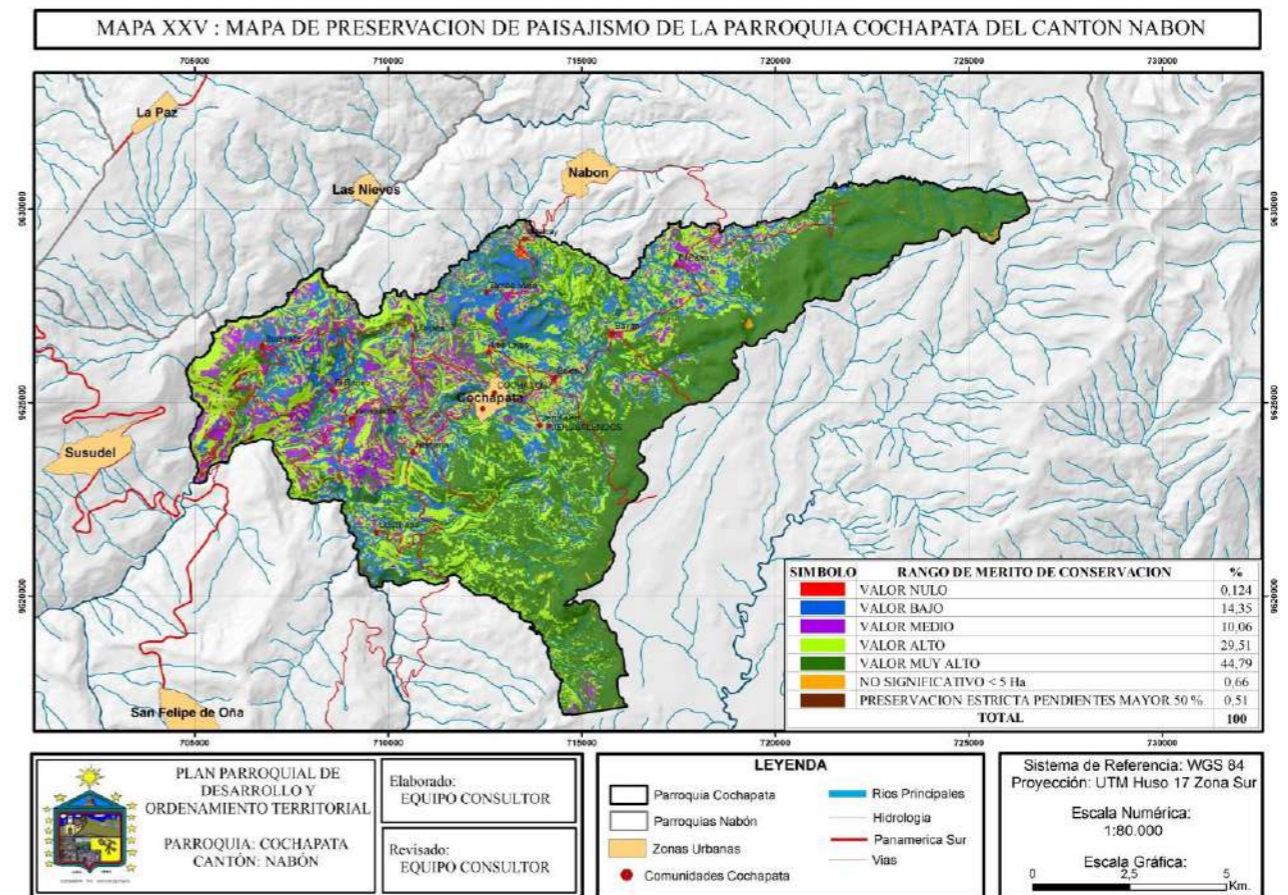 MAPA XXV : MAPA DE PRESERVACION DE PAISAJISMO DE LA PARROQUIA COCHAPATA DEL CANTON NABON
705000 710000 715000 720000 725000 730000
La Paz
Las Nieves
Nabon
9630000 9630000
Cochapata
9625000 9625000
Susudel
9620000 9620000
San Felipe de Oña
SIMBOLO RANGO DE MERITO DE CONSERVACION %
VALOR NULO 0,124
VALOR BAJO 14,35
VALOR MEDIO 10,06
VALOR ALTO 29,51
VALOR MUY ALTO 44,79
NO SIGNIFICATIVO < 5 Ha 0,66
PRESERVACION ESTRICTA PENDIENTES MAYOR 50 % 0,51
TOTAL 100
705000 710000 715000 720000 725000 730000
PLAN PARROQUIAL DE
DESARROLLO Y
ORDENAMIENTO TERRITORIAL
PARROQUIA: COCHAPATA
CANTÓN: NABÓN
Elaborado:
EQUIPO CONSULTOR
Revisado:
EQUIPO CONSULTOR
LEYENDA
Parroquia Cochapata
Parroquias Nabón
Zonas Urbanas
Comunidades Cochapata
Rios Principales
Hidrologia
Panamerica Sur
Vias
Sistema de Referencia: WGS 84
Proyección: UTM Huso 17 Zona Sur
Escala Numérica:
1:80.000
Escala Gráfica:
0 2,5 5
Km.